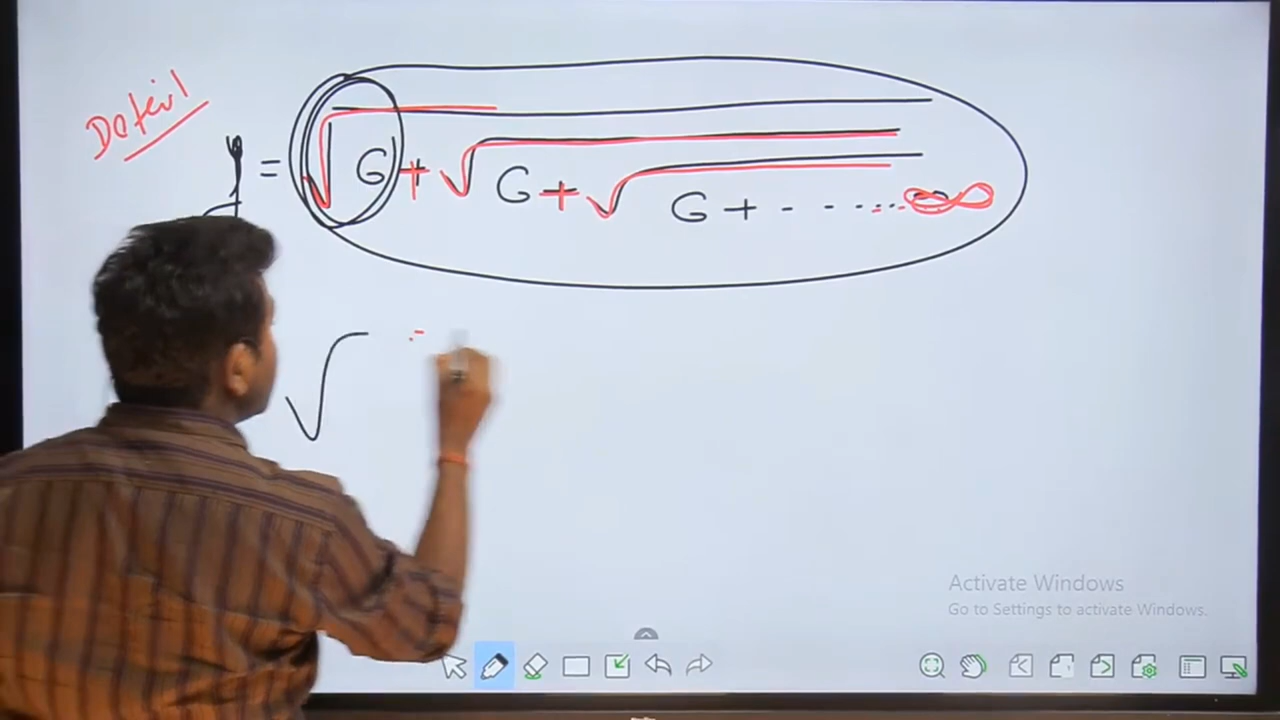 Detail
y = √G + √G + √G + - - - ... ∞
√
Activate Windows
Go to Settings to activate Windows.